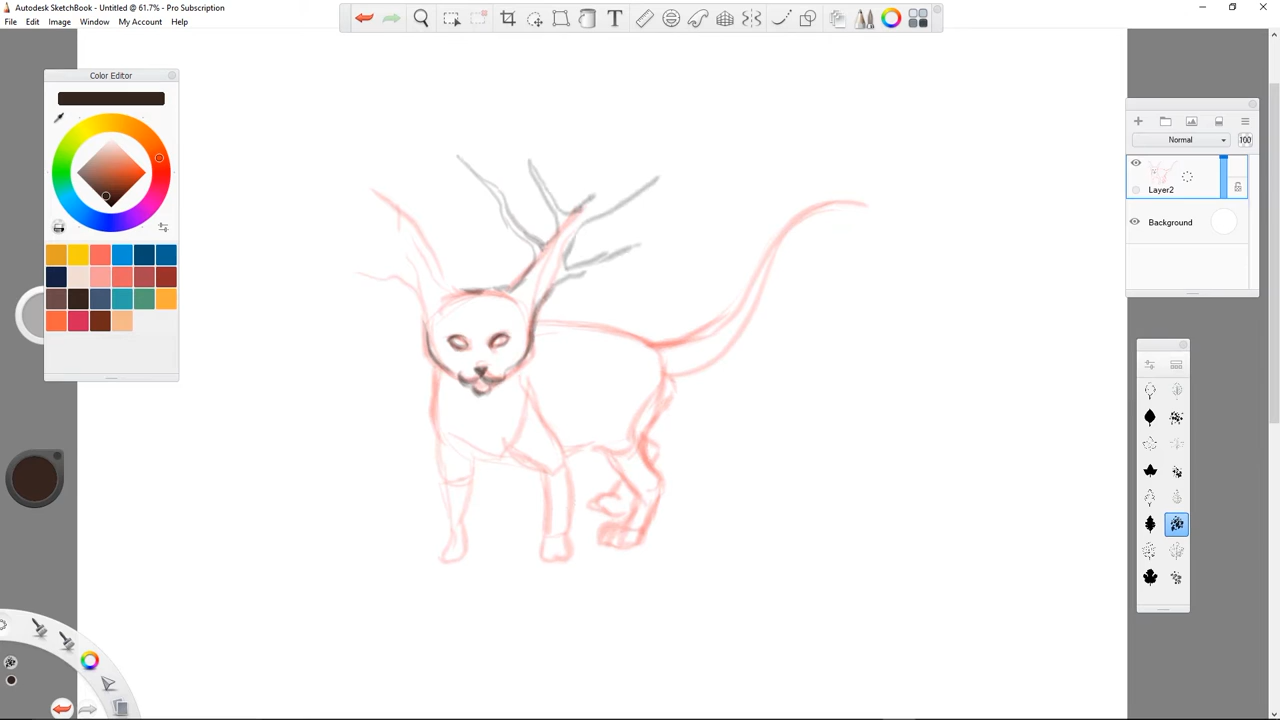 Autodesk SketchBook - Untitled @ 61.7% - Pro Subscription
File Image Window My Account Help
Color Editor
Normal 100
Layer2
Background